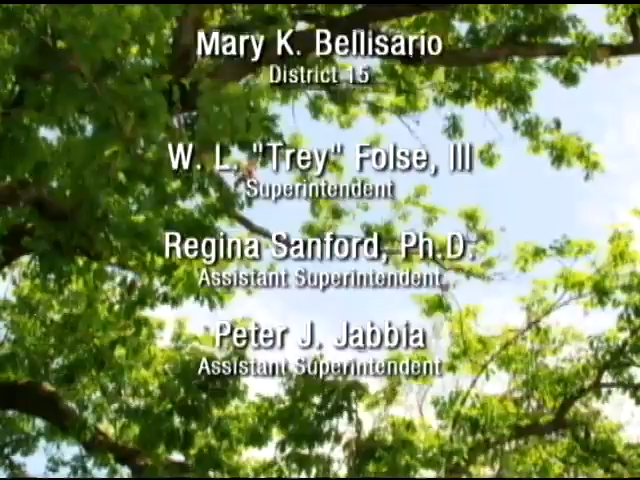 Mary K. Bellisario
District 15
W. L. "Trey" Folse, III
Superintendent
Regina Sanford, Ph.D.
Assistant Superintendent
Peter J. Jabbia
Assistant Superintendent